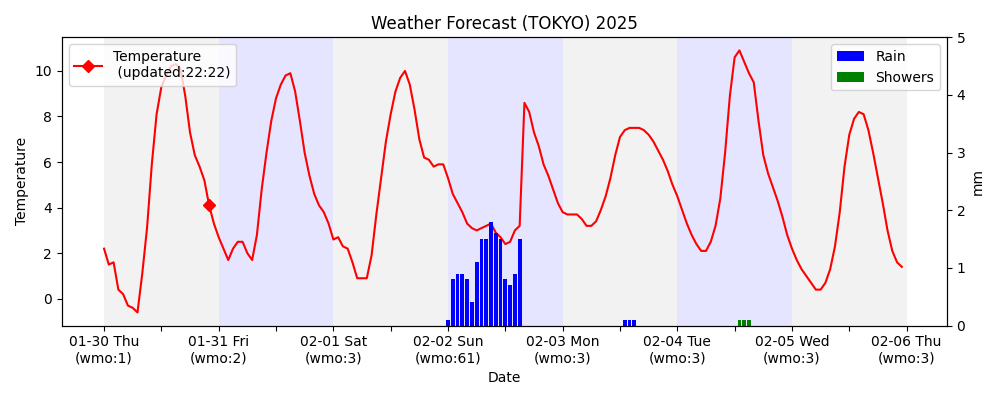 Weather Forecast (TOKYO) 2025
Temperature
(updated:22:22)
Rain
Showers
Temperature
10
8
6
4
2
0
5
4
3
2
1
0
mm
01-30 Thu
(wmo:1)
01-31 Fri
(wmo:2)
02-01 Sat
(wmo:3)
02-02 Sun
(wmo:61)
02-03 Mon
(wmo:3)
02-04 Tue
(wmo:3)
02-05 Wed
(wmo:3)
02-06 Thu
(wmo:3)
Date